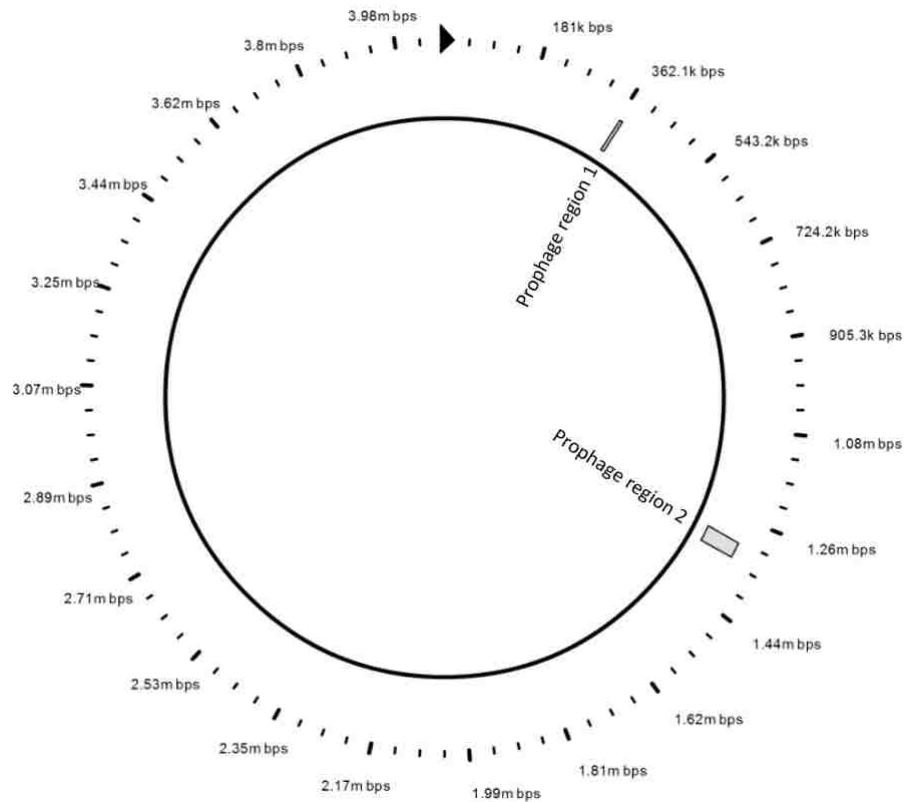 3.98m bps
181k bps
3.8m bps
362.1k bps
3.62m bps
543.2k bps
3.44m bps
Prophage region 1
724.2k bps
3.25m bps
905.3k bps
3.07m bps
Prophage region 2
1.08m bps
2.89m bps
1.26m bps
2.71m bps
1.44m bps
2.53m bps
1.62m bps
2.35m bps
1.81m bps
2.17m bps
1.99m bps